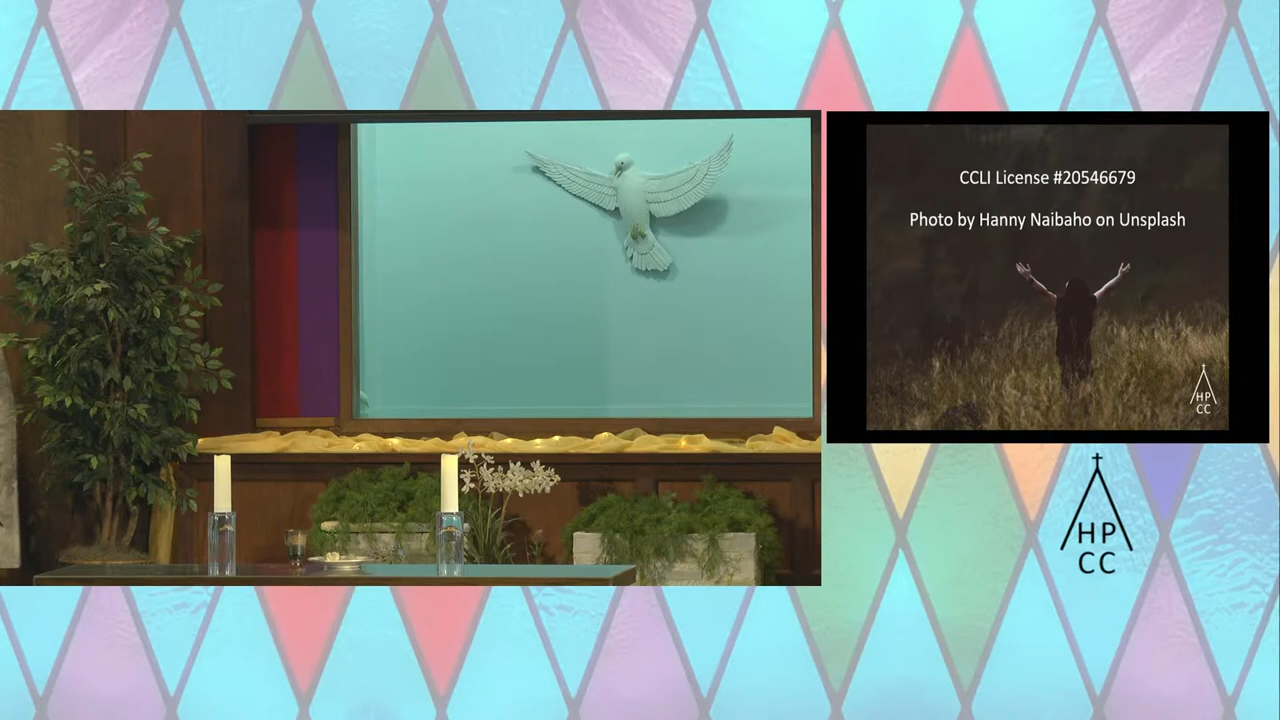 CCLI License #20546679
Photo by Hanny Naibaho on Unsplash
HP
CC
HP
CC